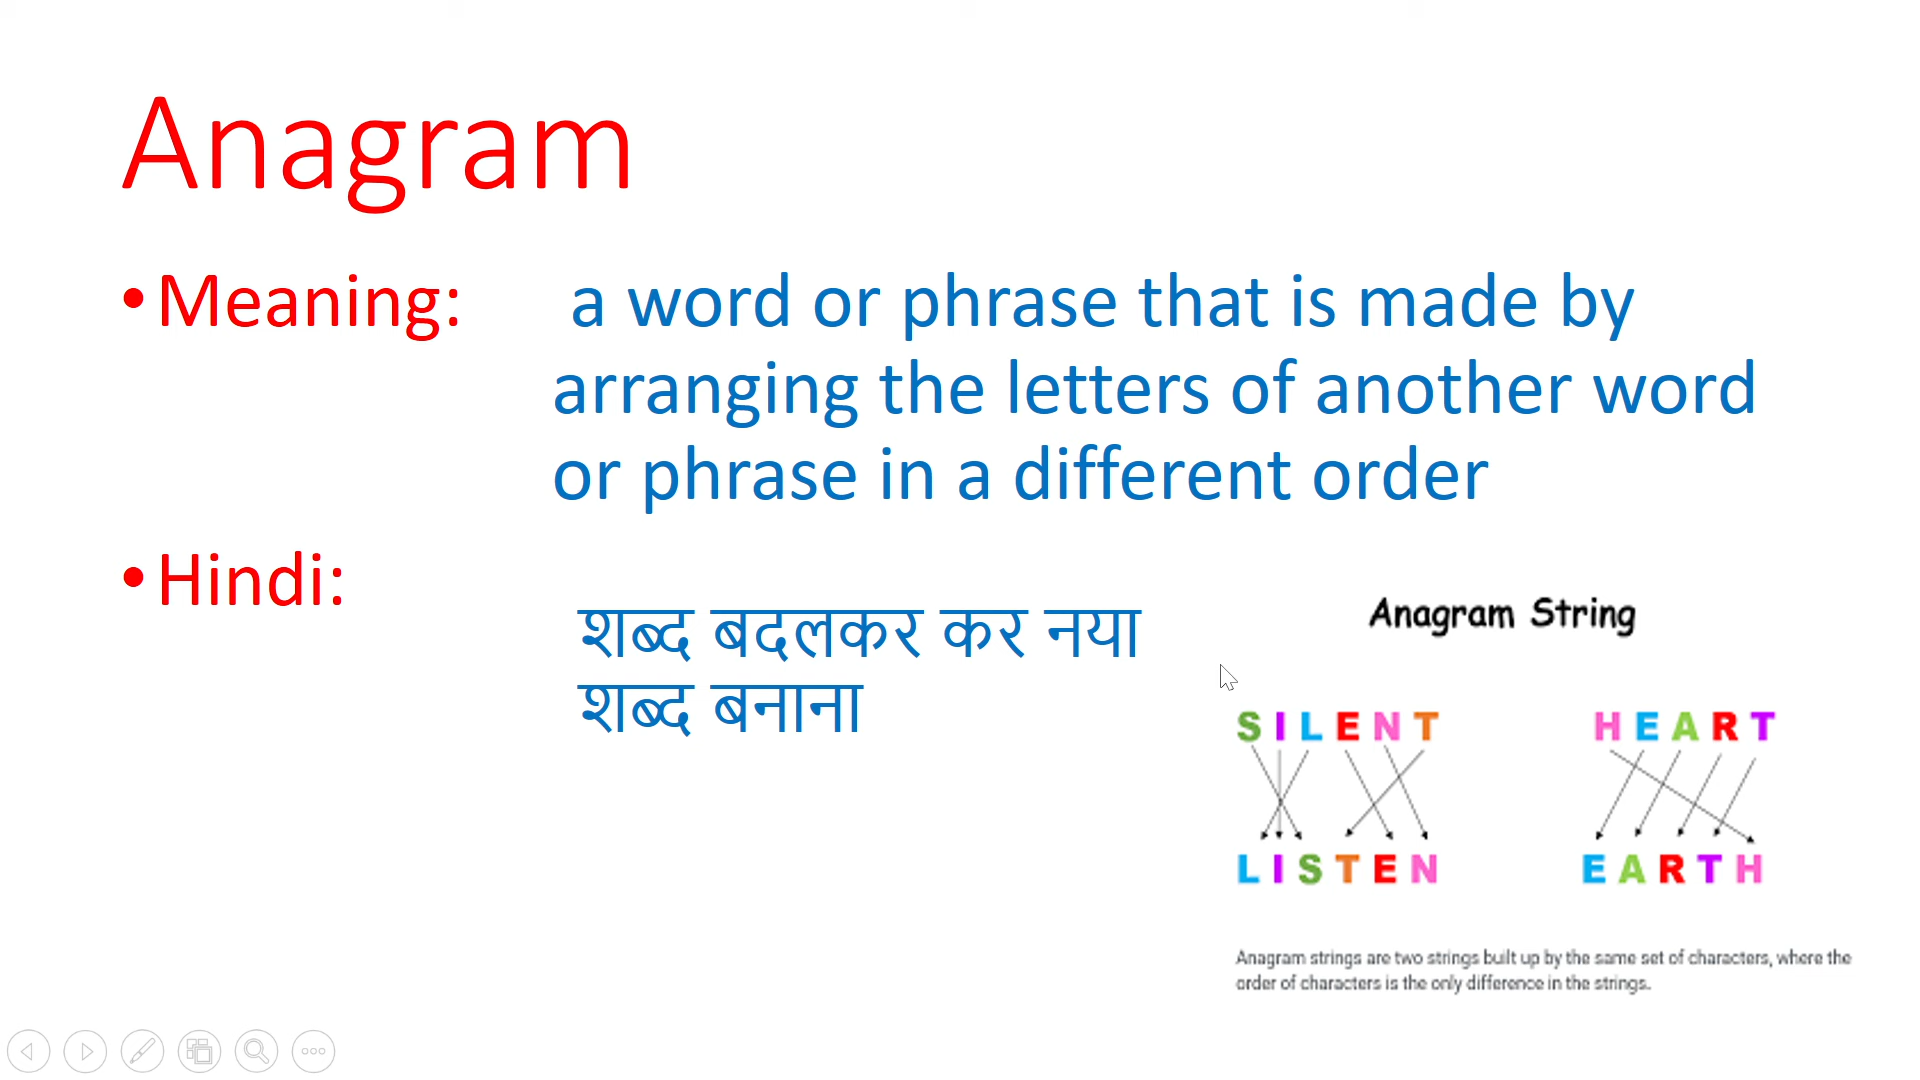 Anagram
•Meaning: a word or phrase that is made by
arranging the letters of another word
or phrase in a different order
•Hindi:
शब्द बदलकर कर नया
शब्द बनाना
Anagram String
SILENT HEART
LISTEN EARTH
Anagram strings are two strings built up by the same set of characters, where the
order of characters is the only difference in the strings.